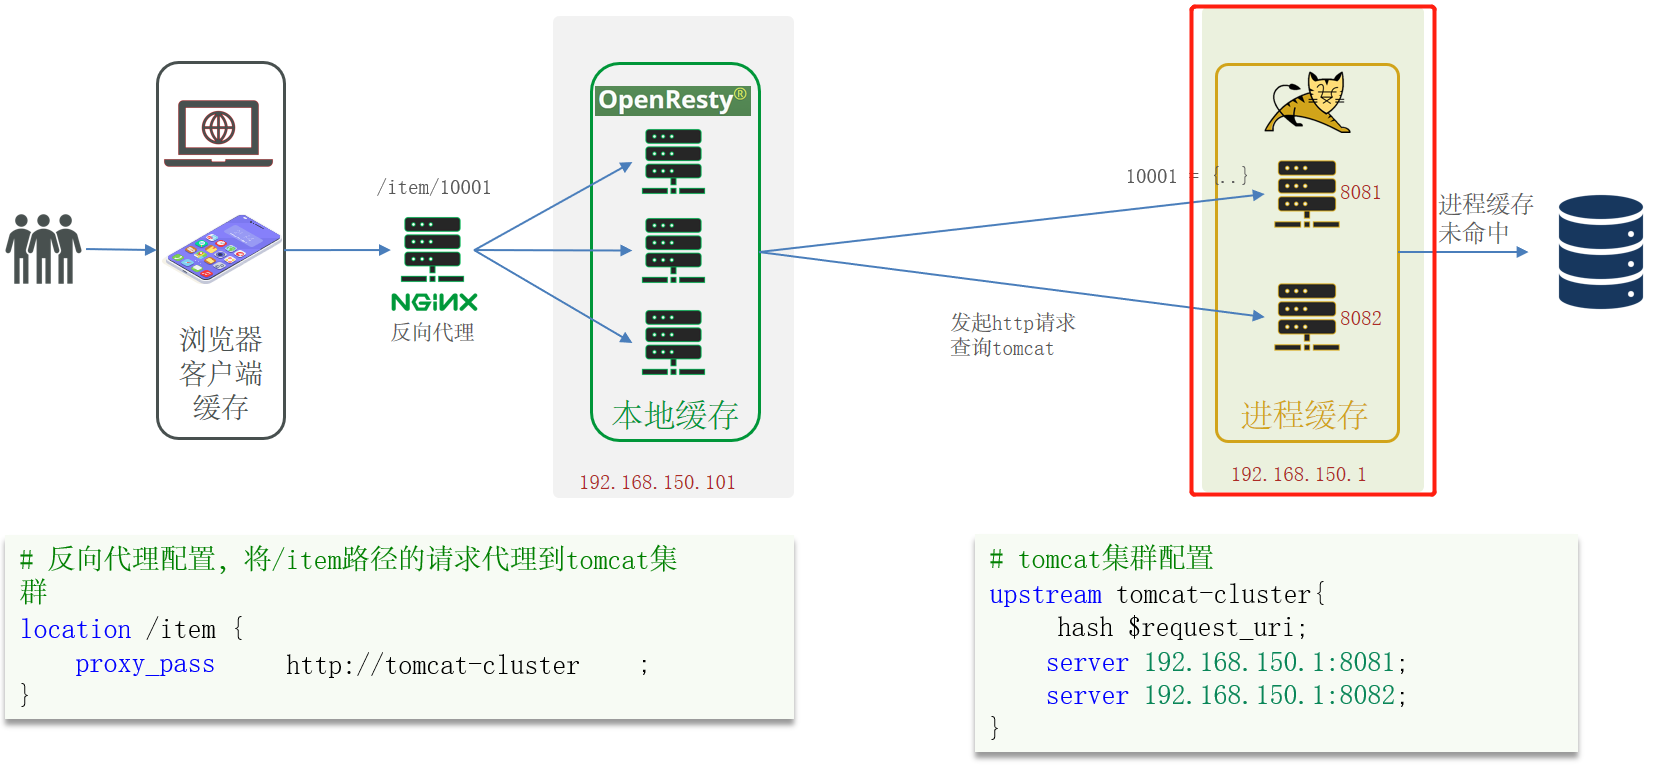 浏览器
客户端
缓存
/item/10001
NGINX
反向代理
OpenResty®
本地缓存
192.168.150.101
10001 = {..}
发起http请求
查询tomcat
8081
8082
进程缓存
192.168.150.1
进程缓存
未命中
# 反向代理配置，将/item路径的请求代理到tomcat集
群
location /item {
proxy_pass http://tomcat-cluster ;
}
# tomcat集群配置
upstream tomcat-cluster{
hash $request_uri;
server 192.168.150.1:8081;
server 192.168.150.1:8082;
}